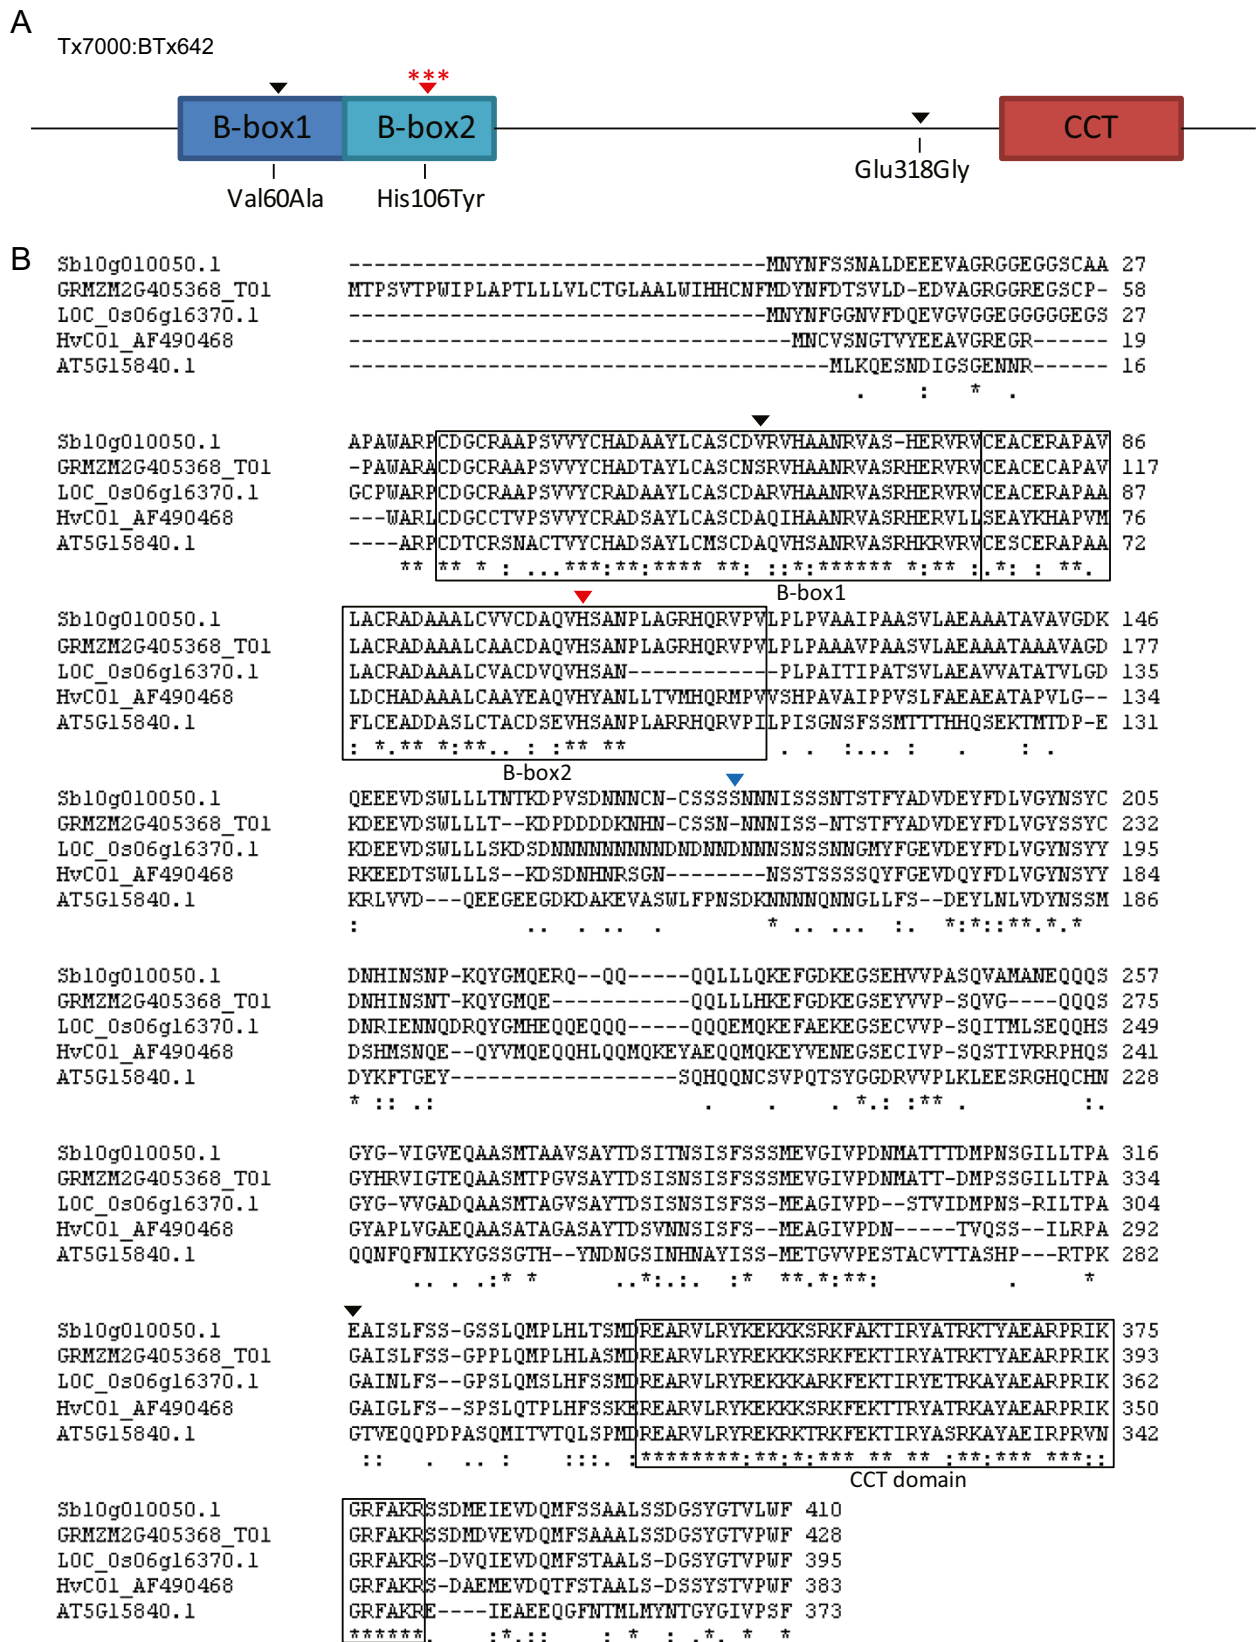 A
Tx7000:BTx642
***
B-box1 B-box2 CCT
Val60Ala His106Tyr Glu318Gly
B
Sb10g010050.1 ---------------------------------MNYNFSSNALDEEEVAGRGGEGGSCAA 27
GRMZM2G405368_T01 MTPSVTPWIPLAPTLLLVLCTGLAALWIHHCNFMDYNFDTSVLD-EDVAGRGGREGSCP- 58
LOC_Os06g16370.1 ---------------------------------MNYNFGGNVFDQEVGVGGEGGGGGEGS 27
HvCO1_AF490468 -----------------------------------MNCVSNGTVYEEAVGREGR------ 19
AT5G15840.1 --------------------------------------MLKQESNDIGSGENNR------ 16
. : * .
Sb10g010050.1 APAWARPCDGCRAAPSVVYCHADAAYLCASCDVRVHAANRVAS-HERVRVCEACERAPAV 86
GRMZM2G405368_T01 -PAWARACDGCRAAPSVVYCHADTAYLCASCNSRVHAANRVASRHERVRVCEACECAPAV 117
LOC_Os06g16370.1 GCPWARPCDGCRAAPSVVYCRADAAYLCASCDARVHAANRVASRHERVRVCEACERAPAA 87
HvCO1_AF490468 ---WARLCDGCCTVPSVVYCRADSAYLCASCDAQIHAANRVASRHERVLLSEAYKHAPVM 76
AT5G15840.1 ----ARPCDTCRSNACTVYCHADSAYLCMSCDAQVHSANRVASRHKRVRVCESCERAPAA 72
** ** * : ...***:**:**** ** ::*:****** *:** :.*: : **.
B-box1
Sb10g010050.1 LACRADAAALCVVCDAQVHSANPLAGRHQRVPVLPLPVAAIPAASVLAEAAATAVAVGDK 146
GRMZM2G405368_T01 LACRADAAALCAACDAQVHSANPLAGRHQRVPVLPLPAAAVPAASVLAEAAATAAAVAGD 177
LOC_Os06g16370.1 LACRADAAALCVACDVQVHSAN------------PLPAITIPATSVLAEAVVATATVLGD 135
HvCO1_AF490468 LDCHADAAALCAAYEAQVHYANLLTVMHQRMPVVSHPAVAIPPVSLFAEAEATAPVLG-- 134
AT5G15840.1 FLCEADDASLCTACDSEVHSANPLARRHQRVPILPISGNSFSSMTTTHHQSEKTMTDP-E 131
: *.** *:**.. : :** ** . . :... : . : .
B-box2
Sb10g010050.1 QEEEVDSWLLLTNTKDPVSDNNNCN-CSSSSNNNISSSNTSTFYADVDEYFDLVGYNSYC 205
GRMZM2G405368_T01 KDEEVDSWLLLT--KDPDDDDKNHN-CSSN-NNNISS-NTSTFYADVDEYFDLVGYSSYC 232
LOC_Os06g16370.1 KDEEVDSWLLLSKDSDNNNNNNNNNDNDNNDNNNSNSSNNGMYFGEVDEYFDLVGYNSYY 195
HvCO1_AF490468 RKEEDTSWLLLS--KDSDNHNRSGN--------NSSTSSSSQYFGEVDQYFDLVGYNSYY 184
AT5G15840.1 KRLVVD---QEEGEEGDKDAKEVASWLFPNSDKNNNNQNNGLLFS--DEYLNLVDYNSSM 186
: .. .. . * .. ... :. *:*::**.*.*
Sb10g010050.1 DNHINSNP-KQYGMQERQ--QQ-----QQLLLQKEFGDKEGSEHVVPASQVAMANEQQQS 257
GRMZM2G405368_T01 DNHINSNT-KQYGMQE-----------QQLLLHKEFGDKEGSEYVVP-SQVG----QQQS 275
LOC_Os06g16370.1 DNRIENNQDRQYGMHEQQEQQQ-----QQQEMQKEFAEKEGSECVVP-SQITMLSEQQHS 249
HvCO1_AF490468 DSHMSNQE--QYVMQEQQHLQQMQKEYAEQQMQKEYVENEGSECIVP-SQSTIVRRPHQS 241
AT5G15840.1 DYKFTGEY------------------SQHQQNCSVPQTSYGGDRVVPLKLEESRGHQCHN 228
* :: .: . . . *.: :** . :.
Sb10g010050.1 GYG-VIGVEQAASMTAAVSAYTDSITNSISFSSSMEVGIVPDNMATTTDMPNSGILLTPA 316
GRMZM2G405368_T01 GYHRVIGTEQAASMTPGVSAYTDSISNSISFSSSMEVGIVPDNMATT-DMPSSGILLTPA 334
LOC_Os06g16370.1 GYG-VVGADQAASMTAGVSAYTDSISNSISFSS-MEAGIVPD--STVIDMPNS-RILTPA 304
HvCO1_AF490468 GYAPLVGAEQAASATAGASAYTDSVNNSISFS--MEAGIVPDN-----TVQSS--ILRPA 292
AT5G15840.1 QQNFQFNIKYGSSGTH--YNDNGSINHNAYISS-METGVVPESTACVTTASHP---RTPK 282
.. . .:* * ..*:.:. :* **.*:**: . *
Sb10g010050.1 EAISLFSS-GSSLQMPLHLTSMDREARVLRYKEKKKSRKFAKTIRYATRKTYAEARPRIK 375
GRMZM2G405368_T01 GAISLFSS-GPPLQMPLHLASMDREARVLRYREKKKSRKFEKTIRYATRKTYAEARPRIK 393
LOC_Os06g16370.1 GAINLFS--GPSLQMSLHFSSMDREARVLRYREKKKARKFEKTIRYETRKAYAEARPRIK 362
HvCO1_AF490468 GAIGLFS--SPSLQTPLHFSSKEREARVLRYKEKKKSRKFEKTTRYATRKAYAEARPRIK 350
AT5G15840.1 GTVEQQPDPASQMITVTQLSPMDREARVLRYREKRKTRKFEKTIRYASRKAYAEIRPRVN 342
:: . .. : :::. :********:**:*:*** ** ** :**:*** ***::
CCT domain
Sb10g010050.1 GRFAKRSSDMEIEVDQMFSSAALSSDGSYGTVLWF 410
GRMZM2G405368_T01 GRFAKRSSDMDVEVDQMFSAAALSSDGSYGTVPWF 428
LOC_Os06g16370.1 GRFAKRS-DVQIEVDQMFSTAALS-DGSYGTVPWF 395
HvCO1_AF490468 GRFAKRS-DAEMEVDQTFSTAALS-DSSYSTVPWF 383
AT5G15840.1 GRFAKRE----IEAEEQGFNTMLMYNTGYGIVPSF 373
******. :*.:: : * : .*. * *